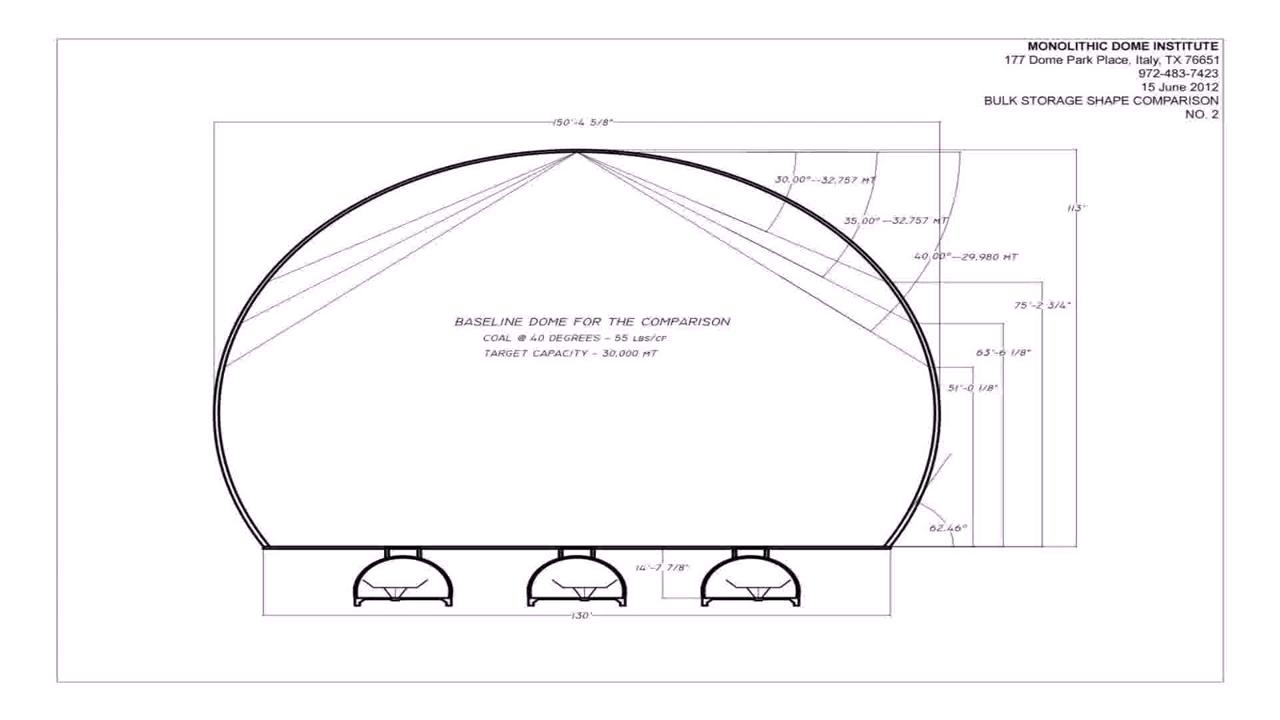 MONOLITHIC DOME INSTITUTE
177 Dome Park Place, Italy, TX 76651
972-483-7423
15 June 2012
BULK STORAGE SHAPE COMPARISON
NO. 2
150'-4 5/8"
30.00°--32,757 MT
113'
35.00°--32,757 MT
40.00°--29,980 MT
75'-2 3/4"
BASELINE DOME FOR THE COMPARISON
COAL @ 40 DEGREES - 55 LBS/CF
TARGET CAPACITY - 30,000 MT
63'-6 1/8"
51'-0 1/8"
62.46°
14'-7 7/8"
130'